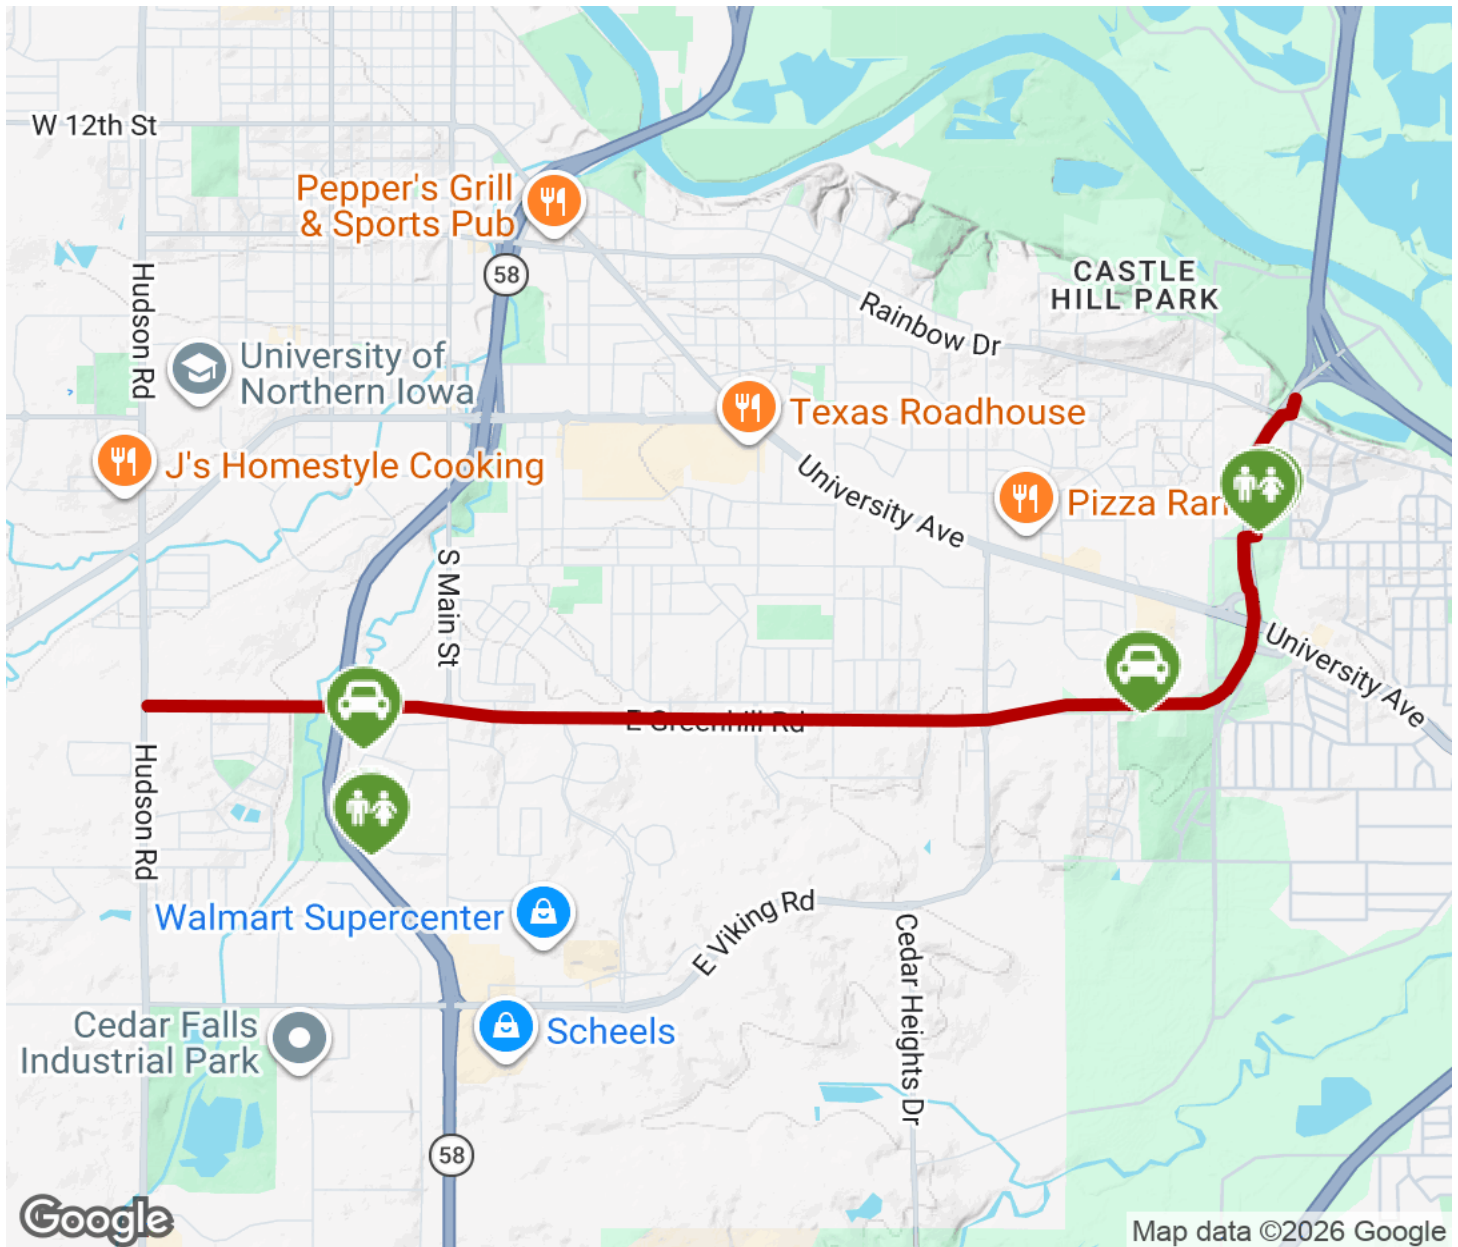 W 12th St
Pepper's Grill
& Sports Pub
58
CASTLE
HILL PARK
Hudson Rd
Rainbow Dr
University of
Northern Iowa
Texas Roadhouse
J's Homestyle Cooking
University Ave
Pizza Ran
S Main St
University Ave
E Greenhill Rd
Hudson Rd
Walmart Supercenter
E Viking Rd
Cedar Heights Dr
Cedar Falls
Industrial Park
Scheels
58
Google
Map data ©2026 Google